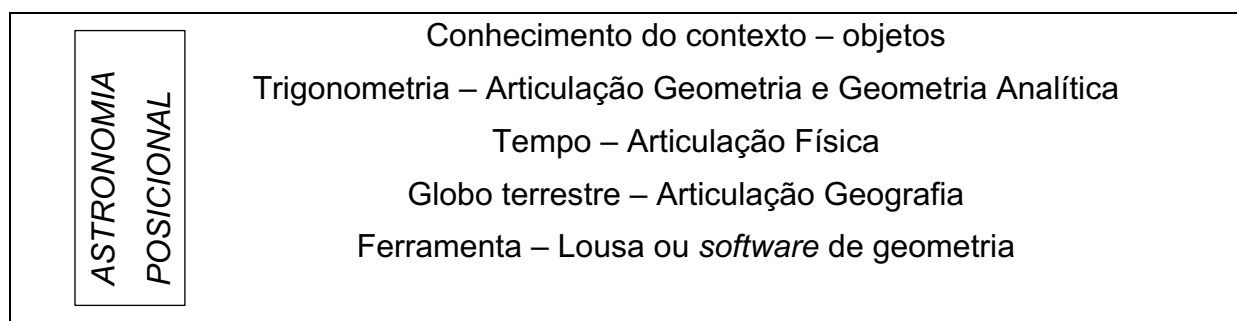 ASTRONOMIA
POSICIONAL
Conhecimento do contexto – objetos
Trigonometria – Articulação Geometria e Geometria Analítica
Tempo – Articulação Física
Globo terrestre – Articulação Geografia
Ferramenta – Lousa ou software de geometria